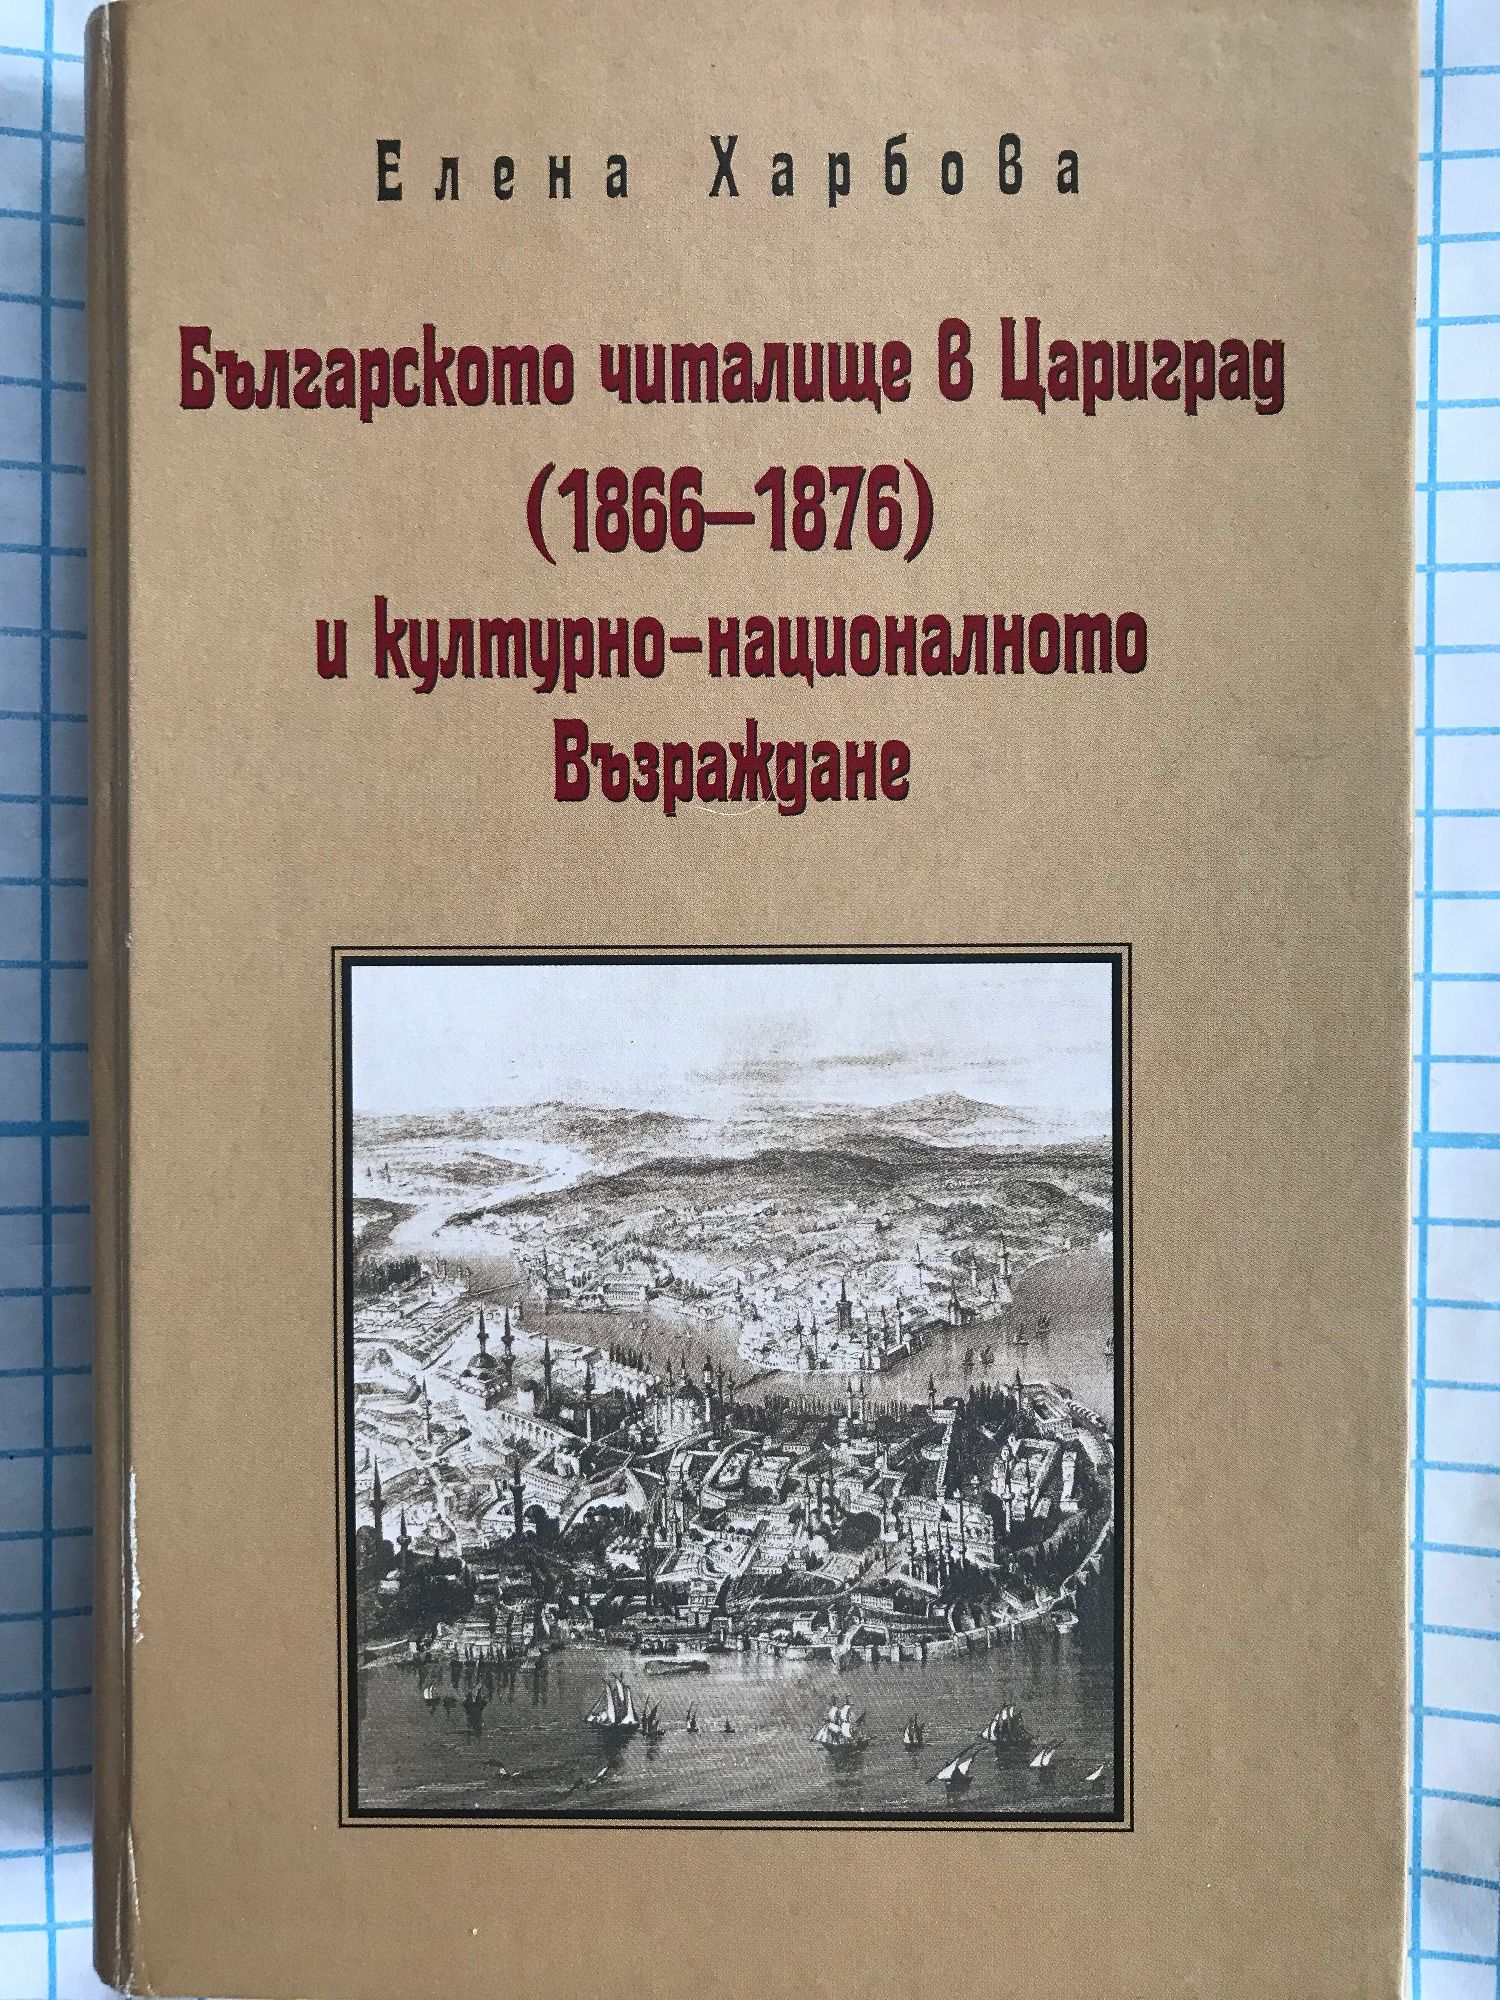 Елена Харбова
Българското читалище в Цариград
(1866–1876)
и културно-националното
Възраждане